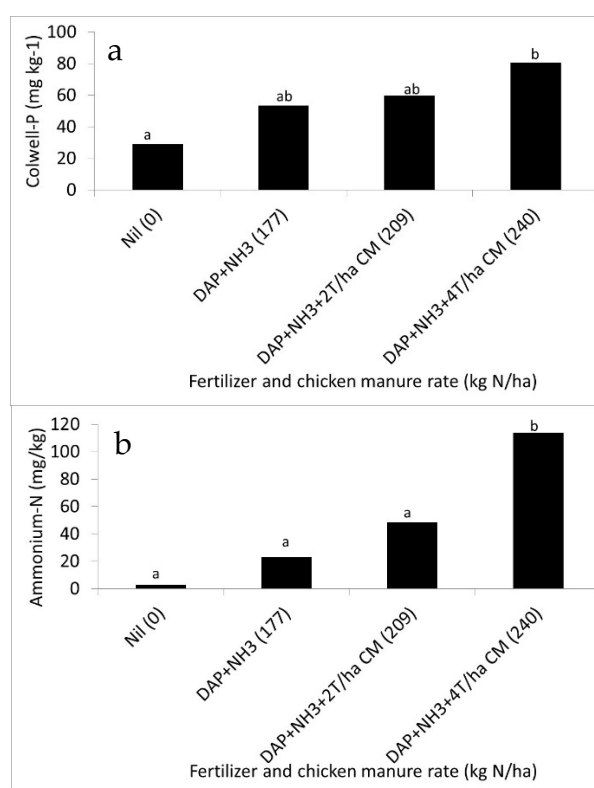 a
Colwell-P (mg kg-1)
100
80
60
40
20
0
a
ab
ab
b
Nil (0)
DAP+NH3 (177)
DAP+NH3+2T/ha CM (209)
DAP+NH3+4T/ha CM (240)
Fertilizer and chicken manure rate (kg N/ha)
b
Ammonium-N (mg/kg)
120
100
80
60
40
20
0
a
a
a
b
Nil (0)
DAP+NH3 (177)
DAP+NH3+2T/ha CM (209)
DAP+NH3+4T/ha CM (240)
Fertilizer and chicken manure rate (kg N/ha)